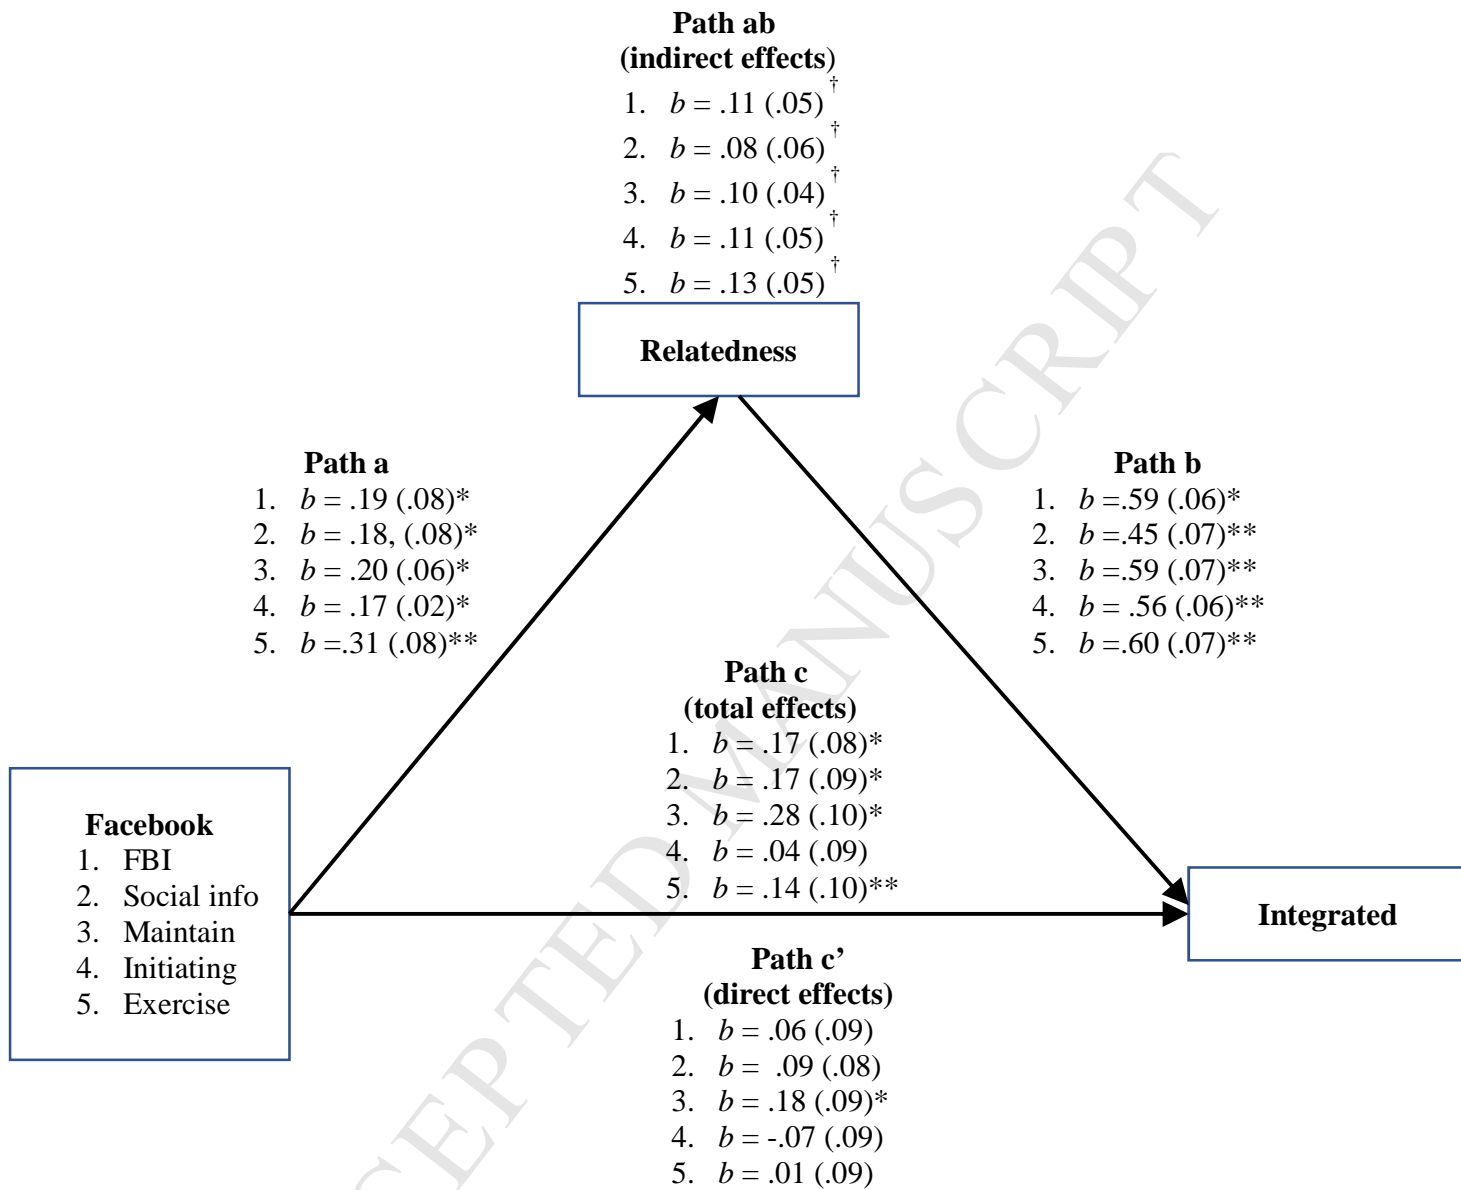 Path ab
(indirect effects)
1. b = .11 (.05) †
2. b = .08 (.06) †
3. b = .10 (.04) †
4. b = .11 (.05) †
5. b = .13 (.05) †
Relatedness
Path a
1. b = .19 (.08)*
2. b = .18, (.08)*
3. b = .20 (.06)*
4. b = .17 (.02)*
5. b =.31 (.08)**
Path b
1. b =.59 (.06)*
2. b =.45 (.07)**
3. b =.59 (.07)**
4. b = .56 (.06)**
5. b =.60 (.07)**
Path c
(total effects)
1. b = .17 (.08)*
2. b = .17 (.09)*
3. b = .28 (.10)*
4. b = .04 (.09)
5. b = .14 (.10)**
Facebook
1. FBI
2. Social info
3. Maintain
4. Initiating
5. Exercise
Integrated
Path c’
(direct effects)
1. b = .06 (.09)
2. b = .09 (.08)
3. b = .18 (.09)*
4. b = -.07 (.09)
5. b = .01 (.09)
CEPTED MANUSCRIPT